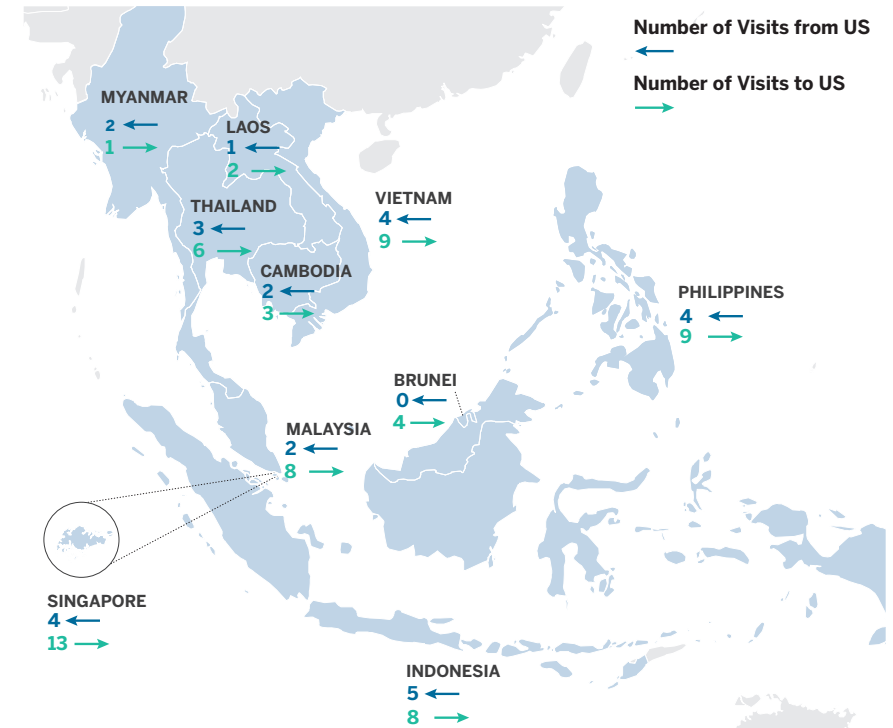 Number of Visits from US
Number of Visits to US
MYANMAR
2
1
LAOS
1
2
THAILAND
3
6
VIETNAM
4
9
CAMBODIA
2
3
PHILIPPINES
4
9
BRUNEI
0
4
MALAYSIA
2
8
SINGAPORE
4
13
INDONESIA
5
8